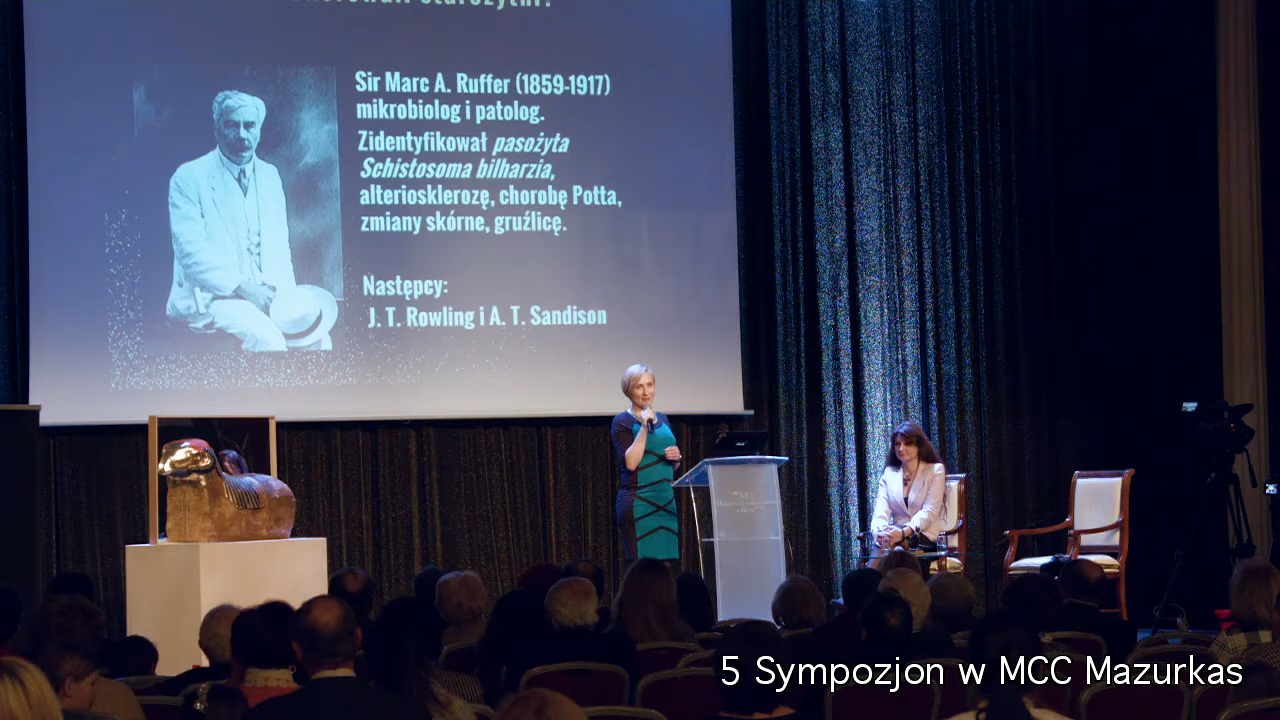 Sir Marc A. Ruffer (1859-1917)
mikrobiolog i patolog.
Zidentyfikował pasożyta
Schistosoma bilharzia,
alteriosklerozę, chorobę Potta,
zmiany skórne, gruźlicę.
Następcy:
J. T. Rowling i A. T. Sandison
5 Sympozjon w MCC Mazurkas